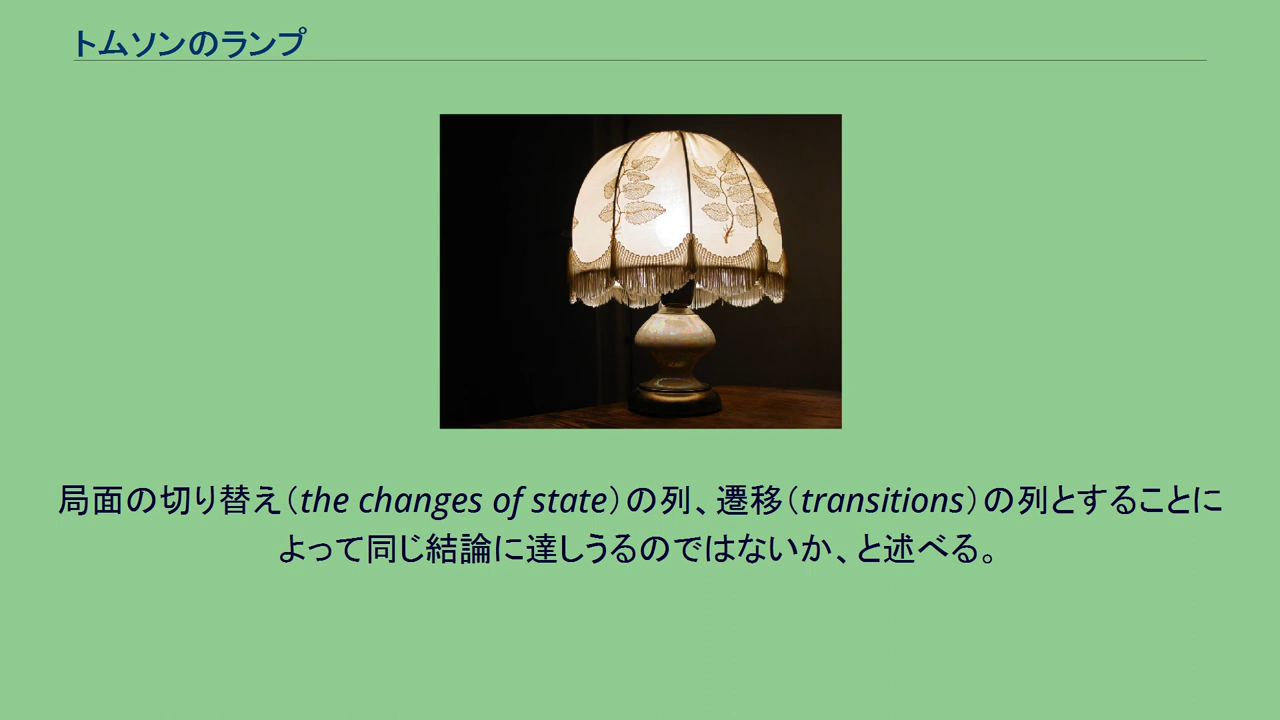 トムソンのランプ
局面の切り替え（the changes of state）の列、遷移（transitions）の列とすることに
よって同じ結論に達しうるのではないか、と述べる。